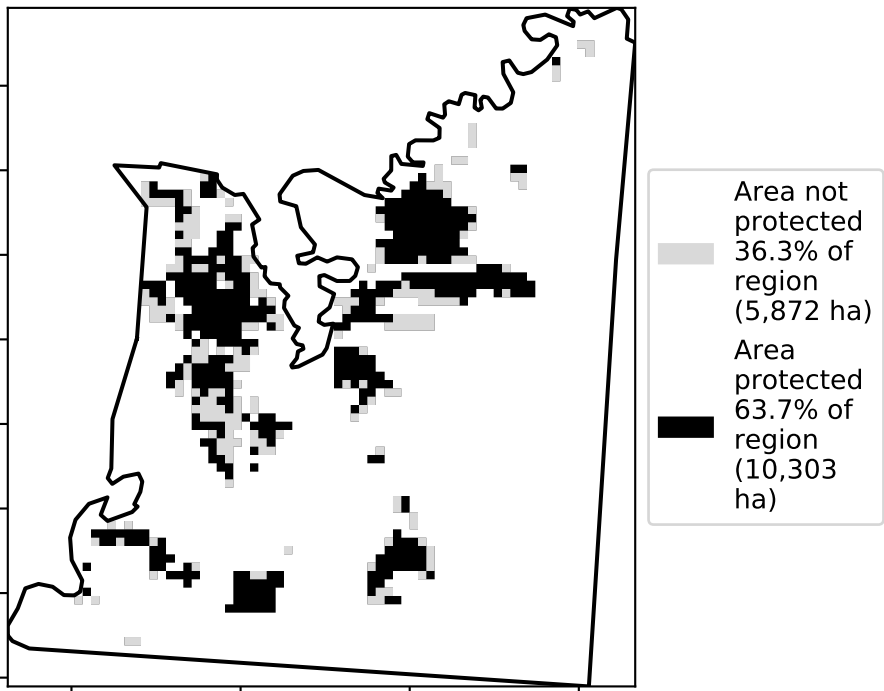 Area not
protected
36.3% of
region
(5,872 ha)
Area
protected
63.7% of
region
(10,303
ha)